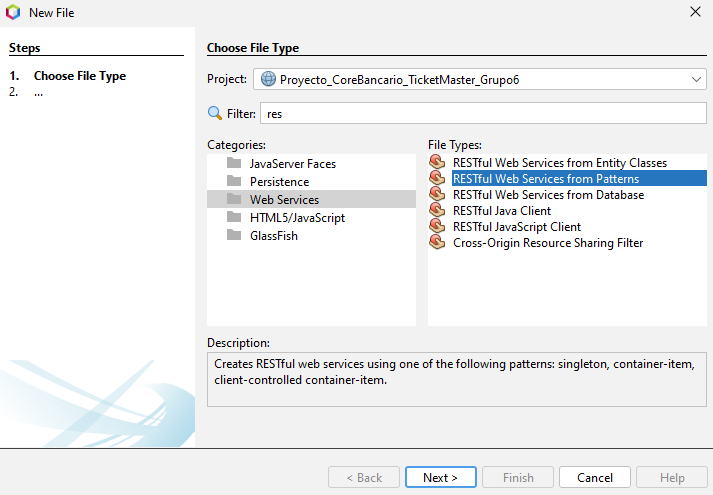 New File
Steps
1. Choose File Type
2. ...
Choose File Type
Project: Proyecto_CoreBancario_TicketMaster_Grupo6
Filter: res
Categories:
JavaServer Faces
Persistence
Web Services
HTML5/JavaScript
GlassFish
File Types:
RESTful Web Services from Entity Classes
RESTful Web Services from Patterns
RESTful Web Services from Database
RESTful Java Client
RESTful JavaScript Client
Cross-Origin Resource Sharing Filter
Description:
Creates RESTful web services using one of the following patterns: singleton, container-item,
client-controlled container-item.
< Back Next > Finish Cancel Help